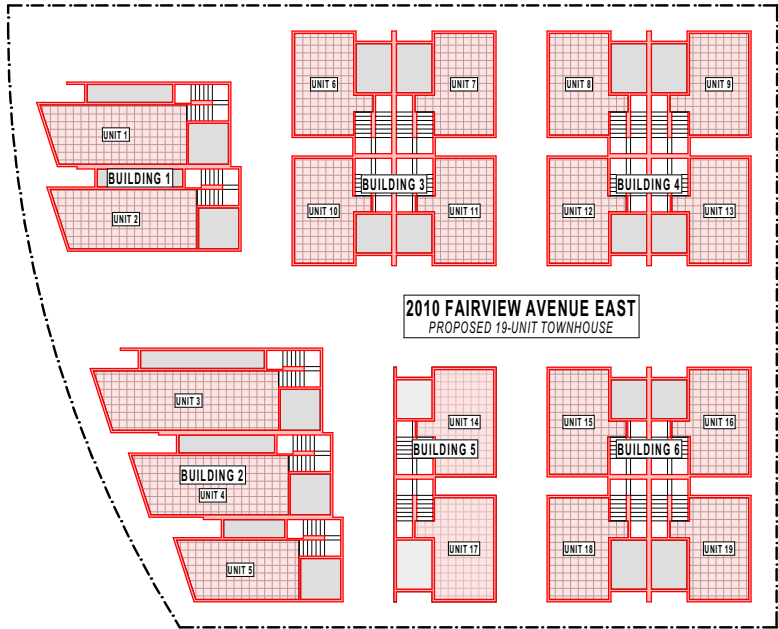 UNIT 6
UNIT 7
UNIT 8
UNIT 9
UNIT 1
BUILDING 1
BUILDING 3
BUILDING 4
UNIT 2
UNIT 10
UNIT 11
UNIT 12
UNIT 13
2010 FAIRVIEW AVENUE EAST
PROPOSED 19-UNIT TOWNHOUSE
UNIT 3
UNIT 14
UNIT 15
UNIT 16
BUILDING 5
BUILDING 6
BUILDING 2
UNIT 4
UNIT 17
UNIT 18
UNIT 19
UNIT 5